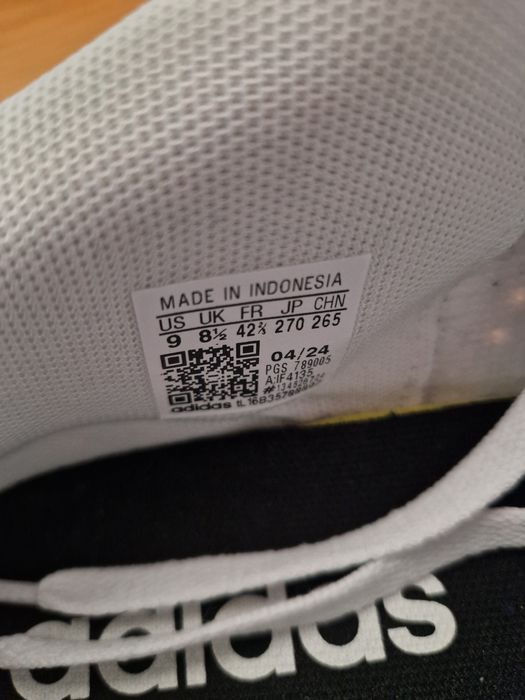 MADE IN INDONESIA
US UK FR JP CHN
9 8½ 42⅔ 270 265
04/24
PGS 789005
A:IF4135
adidas
adidas